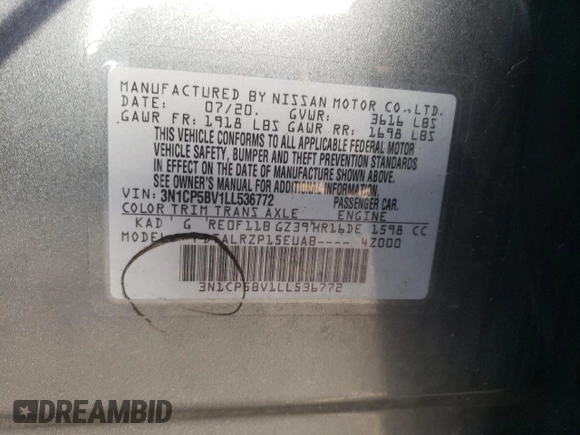 MANUFACTURED BY NISSAN MOTOR CO.,LTD.
DATE: 07/20. GVWR: 3616 LBS
GAWR FR: 1918 LBS GAWR RR: 1698 LBS
THIS VEHICLE CONFORMS TO ALL APPLICABLE FEDERAL MOTOR
VEHICLE SAFETY, BUMPER AND THEFT PREVENTION STANDARDS
IN EFFECT ON THE DATE OF MANUFACTURE SHOWN ABOVE.
SEE OWNER'S MANUAL FOR ADDITIONAL INFORMATION.
VIN: 3N1CP5BV1LL536772 PASSENGER CAR.
COLOR TRIM TRANS AXLE ENGINE
KAD G RE0F11B GZ39 HR16DE 1598 CC
MODEL 4Z000
3N1CP5BV1LL536772
DREAMBID